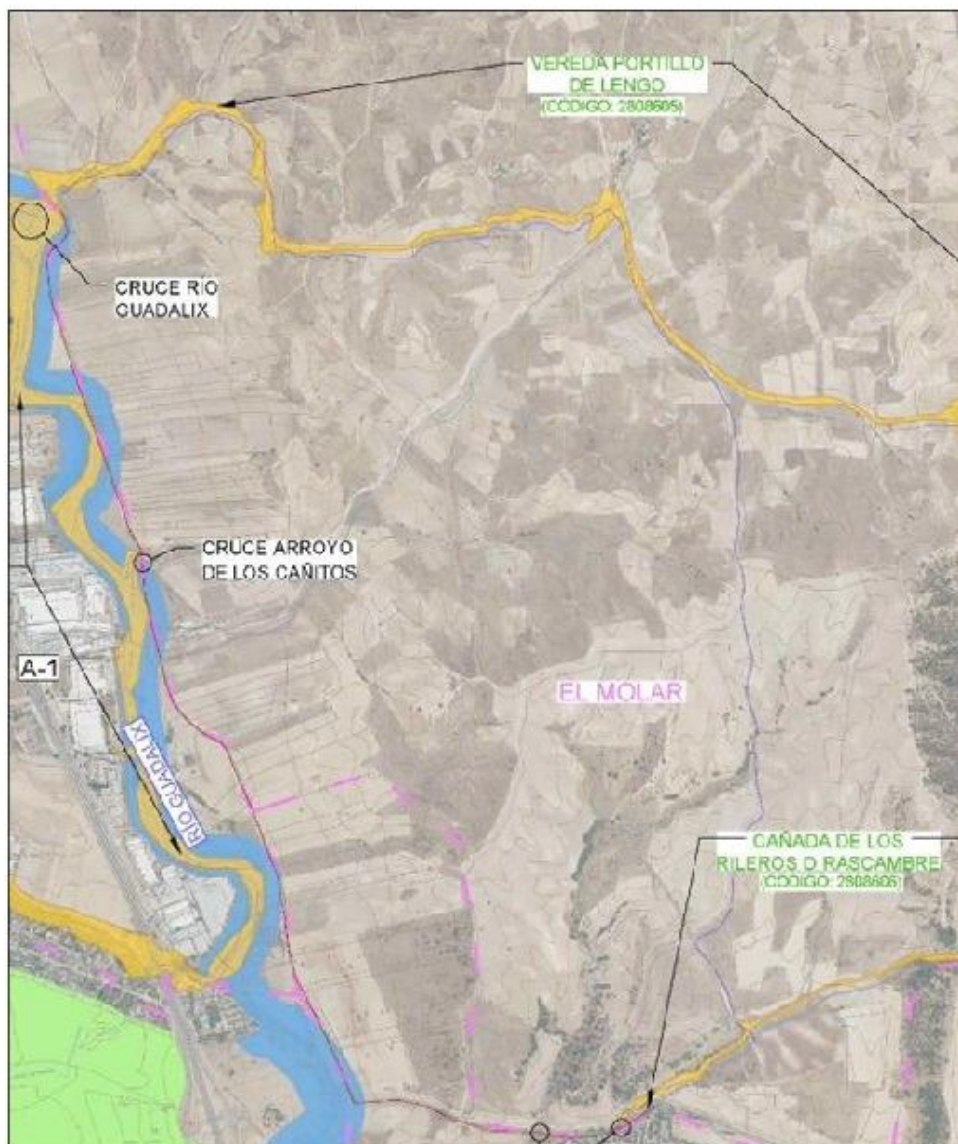 VEREDA PORTILLO
DE LENGO
(CÓDIGO: 2808605)
CRUCE RÍO
GUADALIX
CRUCE ARROYO
DE LOS CAÑITOS
A-1
EL MOLAR
RÍO GUADALIX
CAÑADA DE LOS
RILEROS O RASCAMBRE
(CÓDIGO: 2808606)